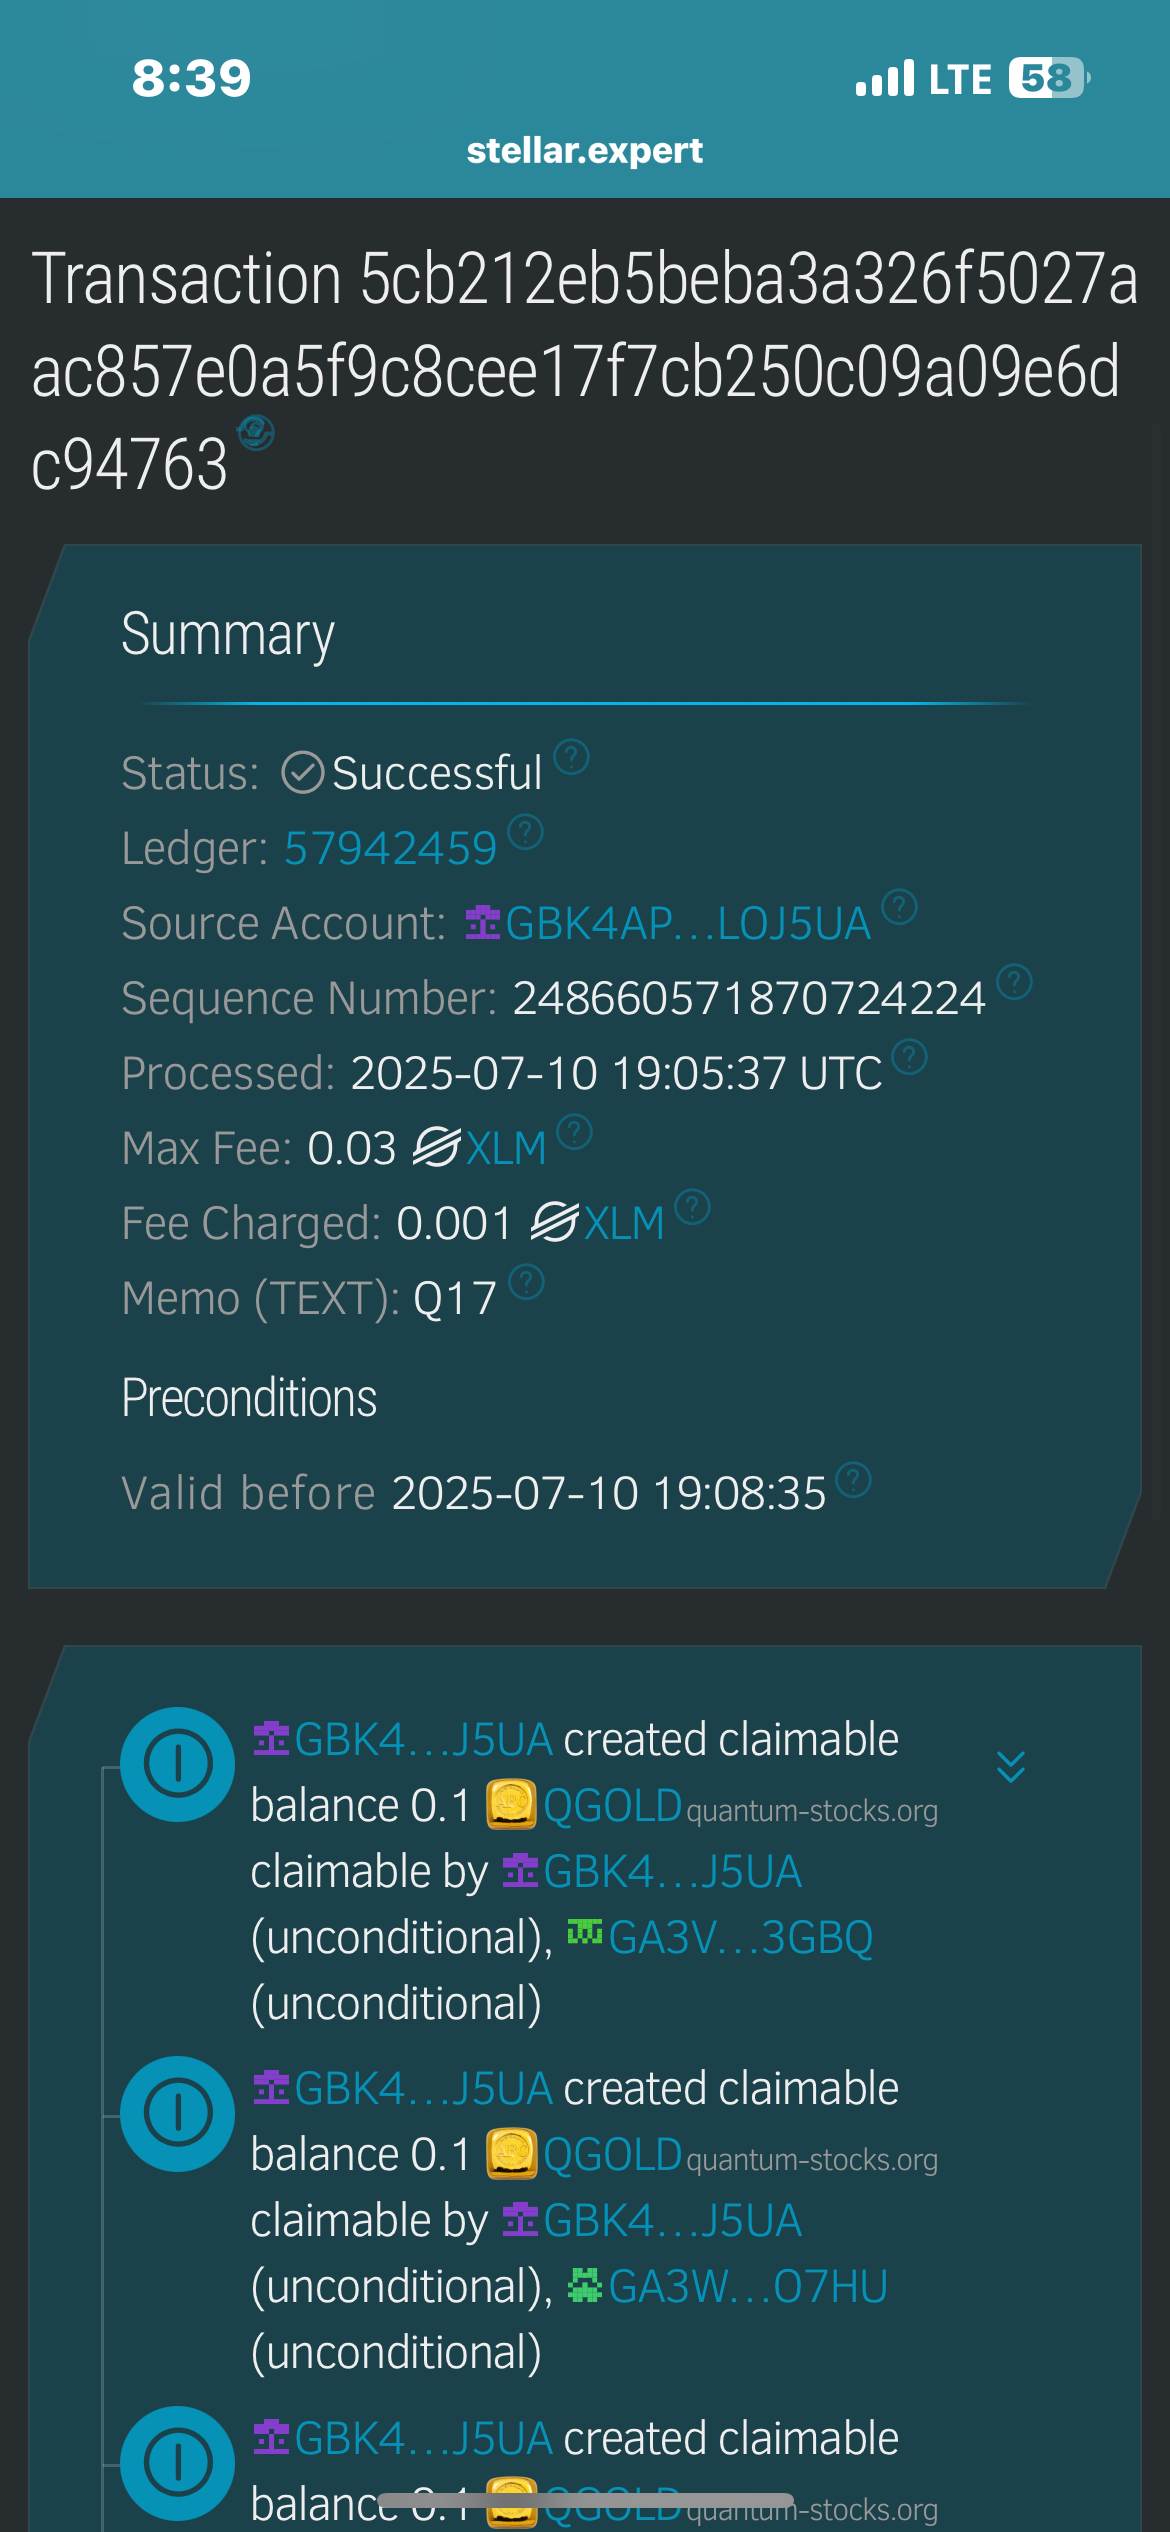 8:39
LTE 58
stellar.expert
Transaction 5cb212eb5beba3a326f5027a
ac857e0a5f9c8cee17f7cb250c09a09e6d
c94763
Summary
Status: Successful
Ledger: 57942459
Source Account: GBK4AP…LOJ5UA
Sequence Number: 248660571870724224
Processed: 2025-07-10 19:05:37 UTC
Max Fee: 0.03 XLM
Fee Charged: 0.001 XLM
Memo (TEXT): Q17
Preconditions
Valid before 2025-07-10 19:08:35
GBK4…J5UA created claimable
balance 0.1 QGOLD quantum-stocks.org
claimable by GBK4…J5UA
(unconditional), GA3V…3GBQ
(unconditional)
GBK4…J5UA created claimable
balance 0.1 QGOLD quantum-stocks.org
claimable by GBK4…J5UA
(unconditional), GA3W…O7HU
(unconditional)
GBK4…J5UA created claimable
balance 0.1 QGOLD quantum-stocks.org